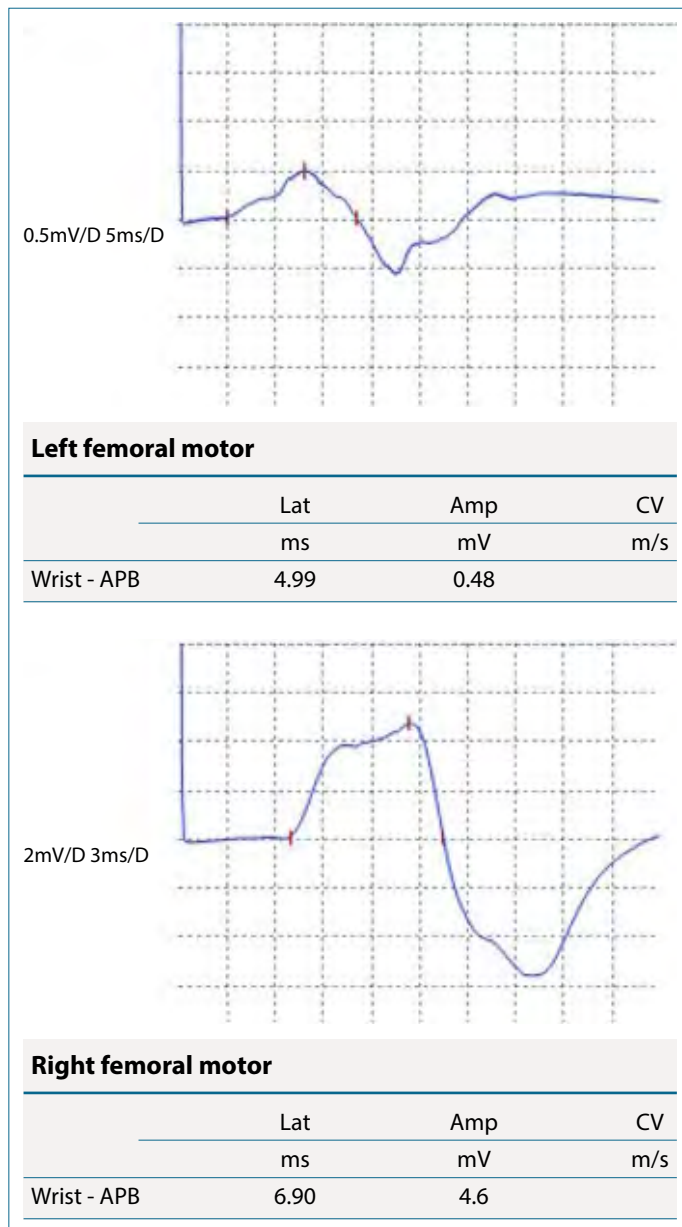 0.5mV/D 5ms/D
Left femoral motor
Lat Amp CV
ms mV m/s
Wrist - APB 4.99 0.48
2mV/D 3ms/D
Right femoral motor
Lat Amp CV
ms mV m/s
Wrist - APB 6.90 4.6